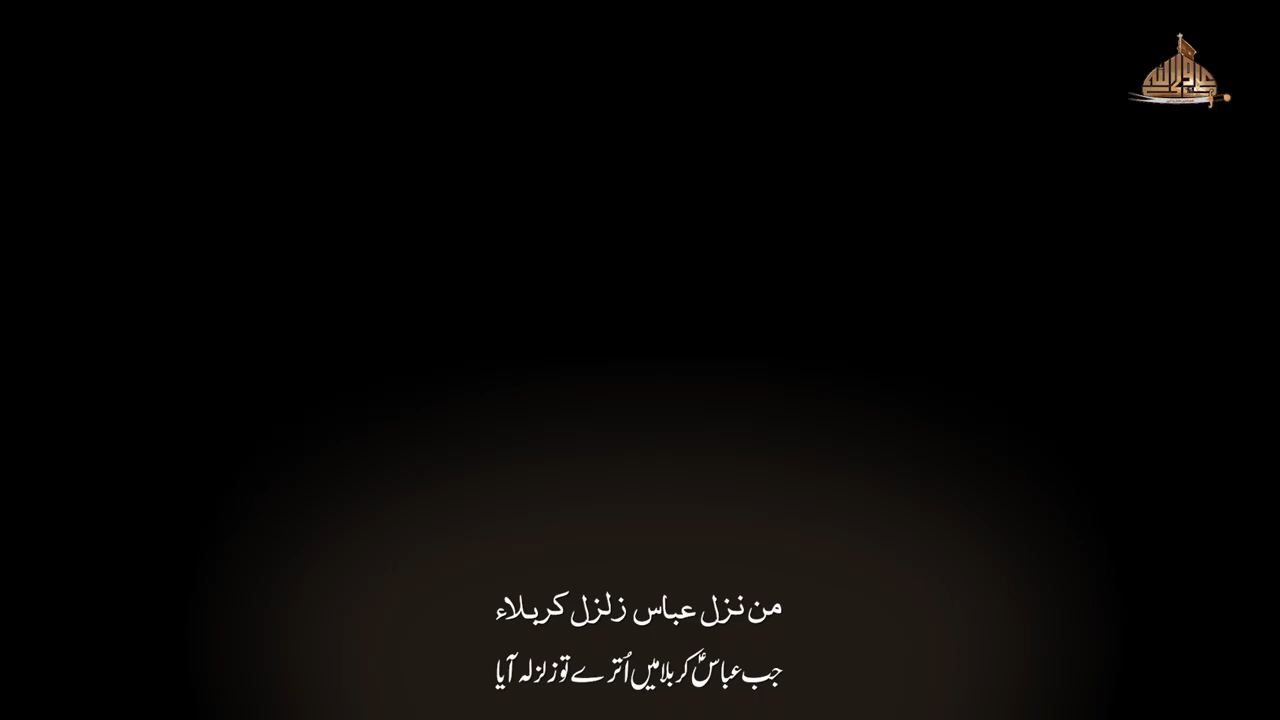 من نزل عباس زلزل كربلاء
جب عباسؑ کربلا میں اُترے تو زلزلہ آیا